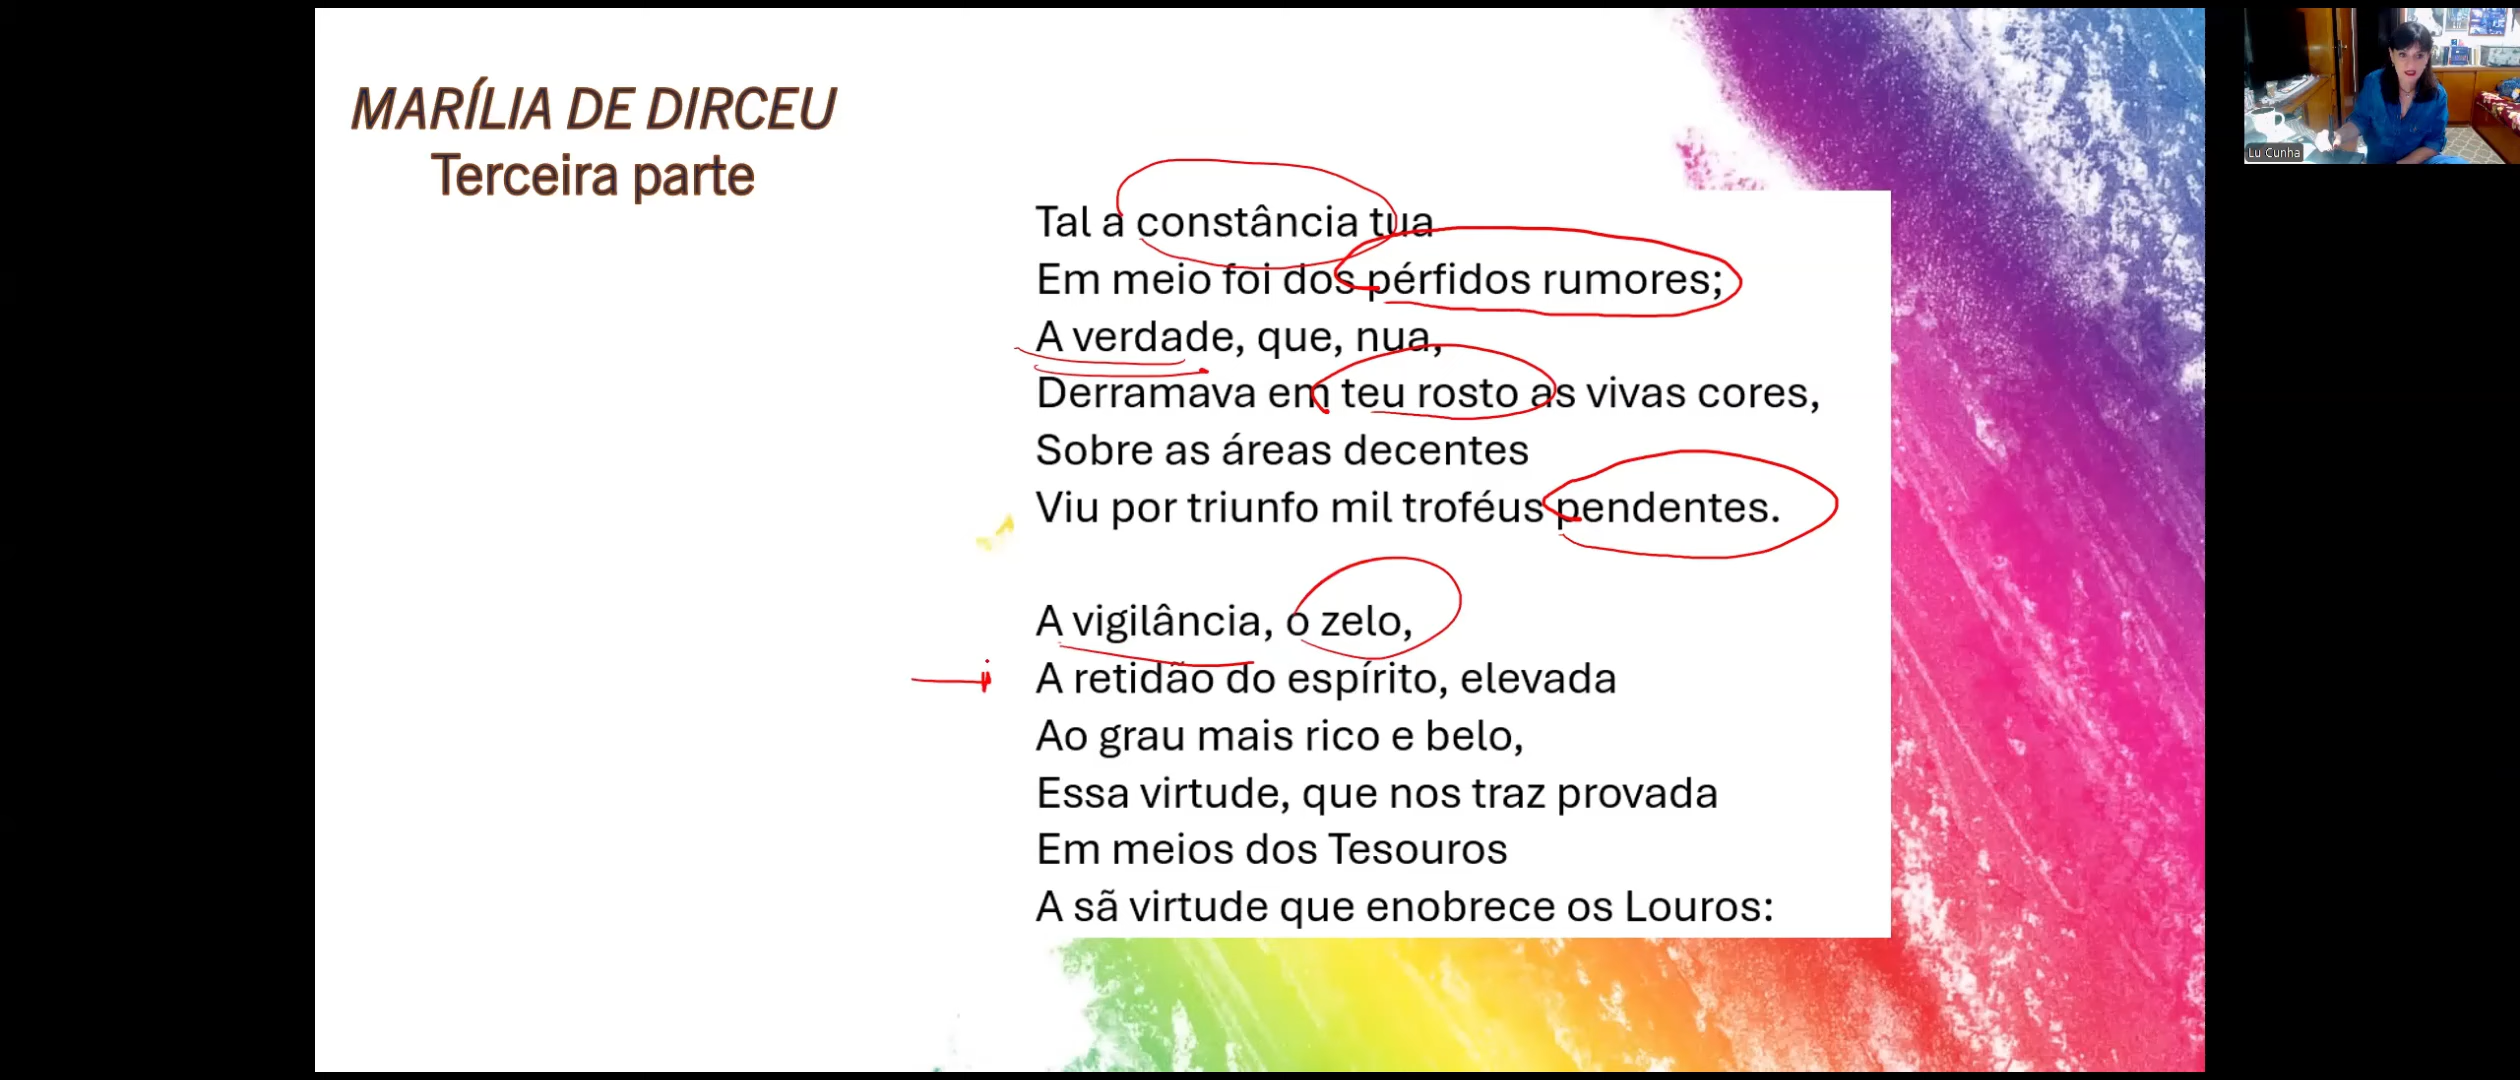 MARÍLIA DE DIRCEU
Terceira parte
Lu Cunha
Tal a constância tua
Em meio foi dos pérfidos rumores;
A verdade, que, nua,
Derramava em teu rosto as vivas cores,
Sobre as áreas decentes
Viu por triunfo mil troféus pendentes.
A vigilância, o zelo,
A retidão do espírito, elevada
Ao grau mais rico e belo,
Essa virtude, que nos traz provada
Em meios dos Tesouros
A sã virtude que enobrece os Louros: